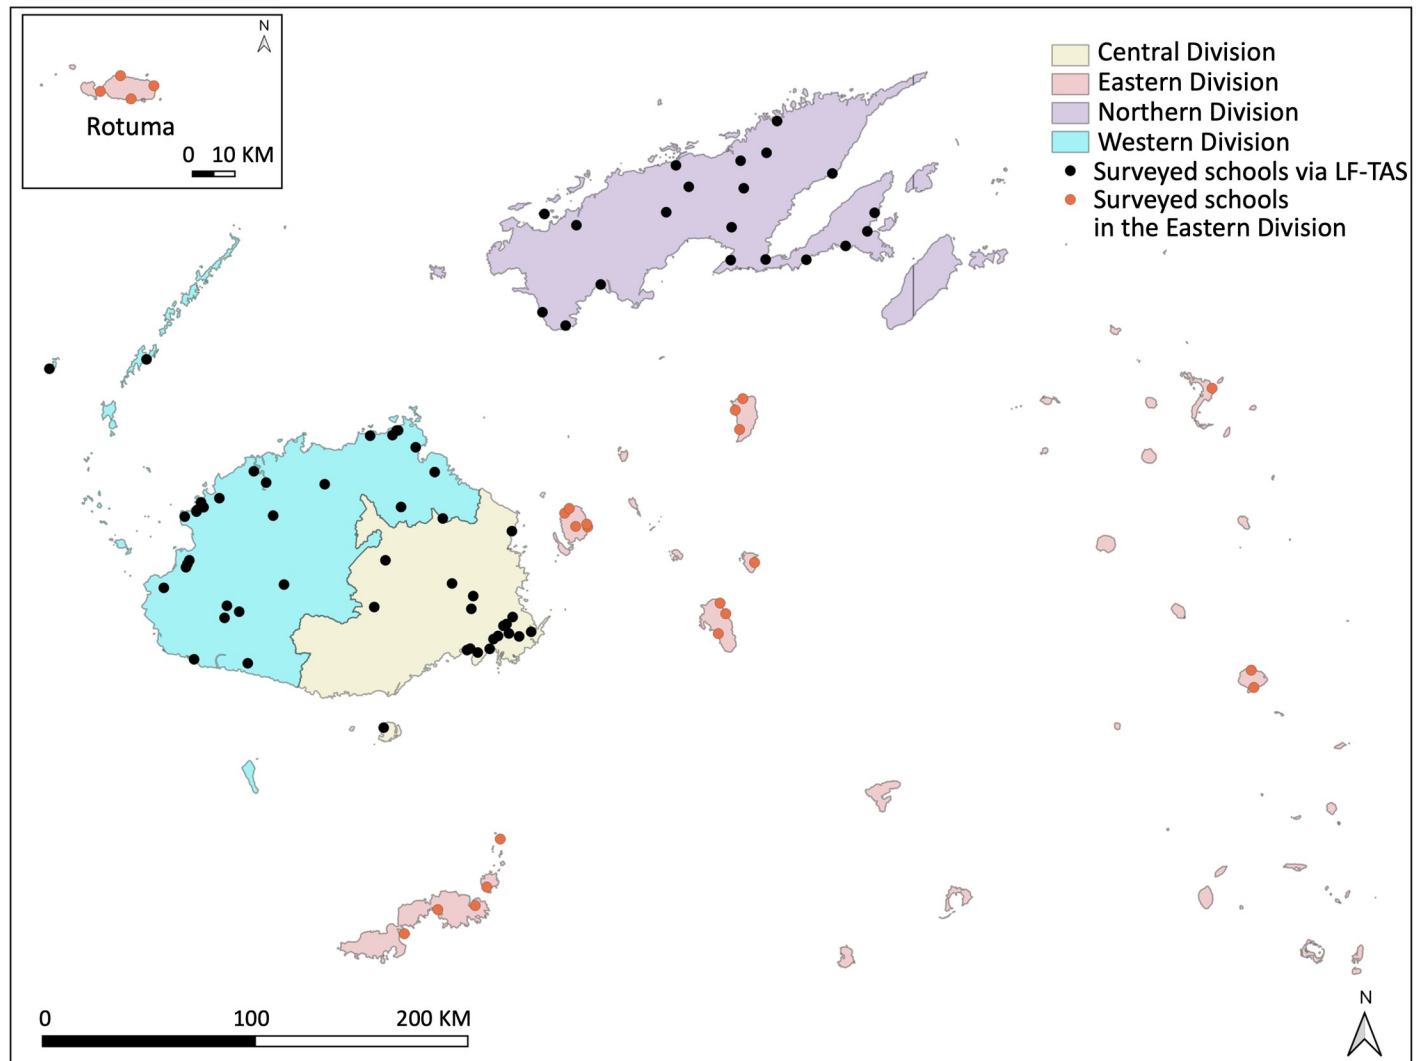 N
Rotuma
0 10 KM
Central Division
Eastern Division
Northern Division
Western Division
Surveyed schools via LF-TAS
Surveyed schools
in the Eastern Division
0 100 200 KM
N